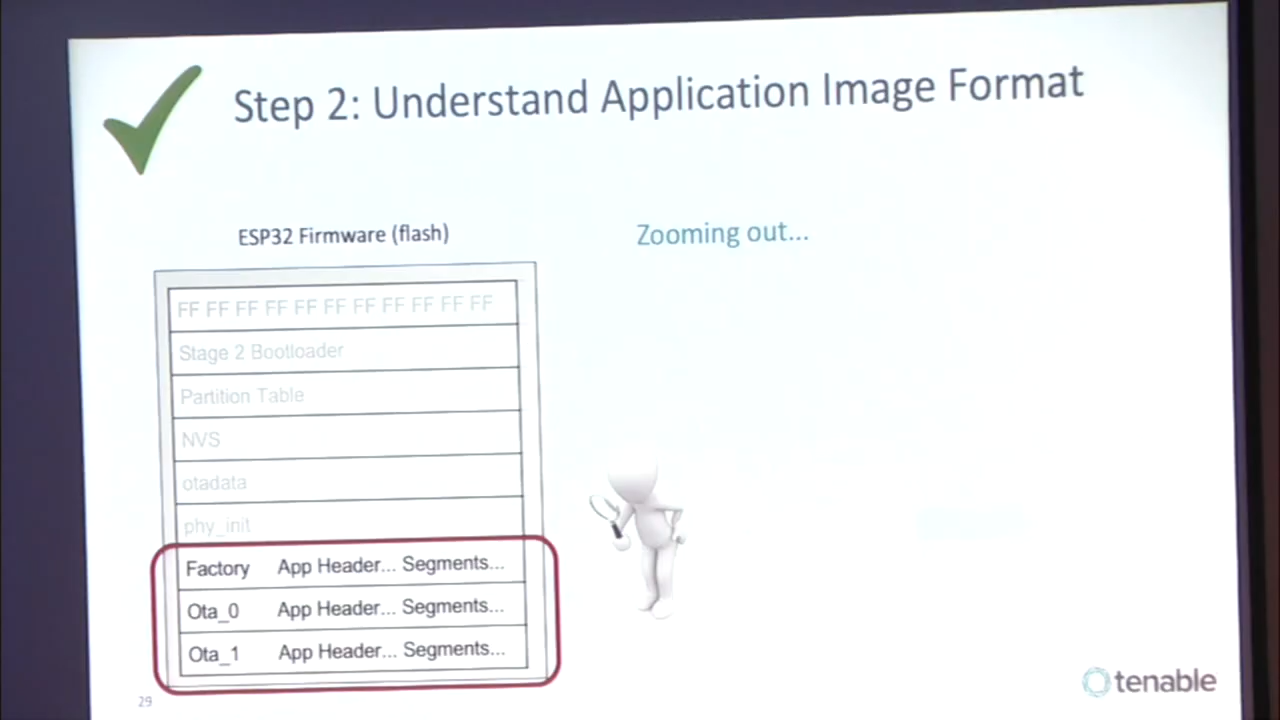 Step 2: Understand Application Image Format
ESP32 Firmware (flash)
Zooming out...
FF FF FF FF FF FF FF FF FF FF FF
Stage 2 Bootloader
Partition Table
NVS
otadata
phy_init
Factory App Header... Segments...
Ota_0 App Header... Segments...
Ota_1 App Header... Segments...
29
tenable